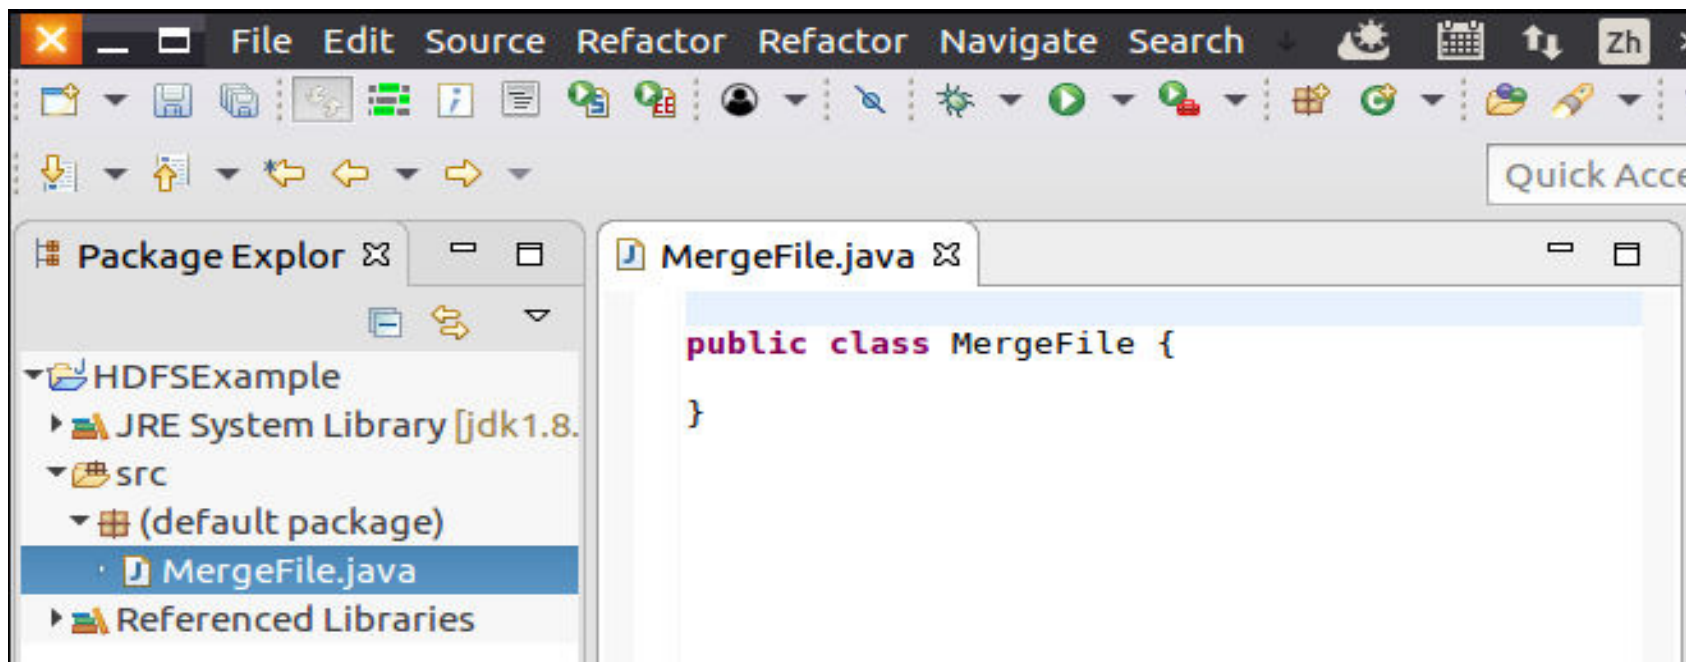 File Edit Source Refactor Refactor Navigate Search Zh
Quick Acce
Package Explor
MergeFile.java
HDFSExample
JRE System Library [jdk1.8.
src
(default package)
MergeFile.java
Referenced Libraries
public class MergeFile {
}